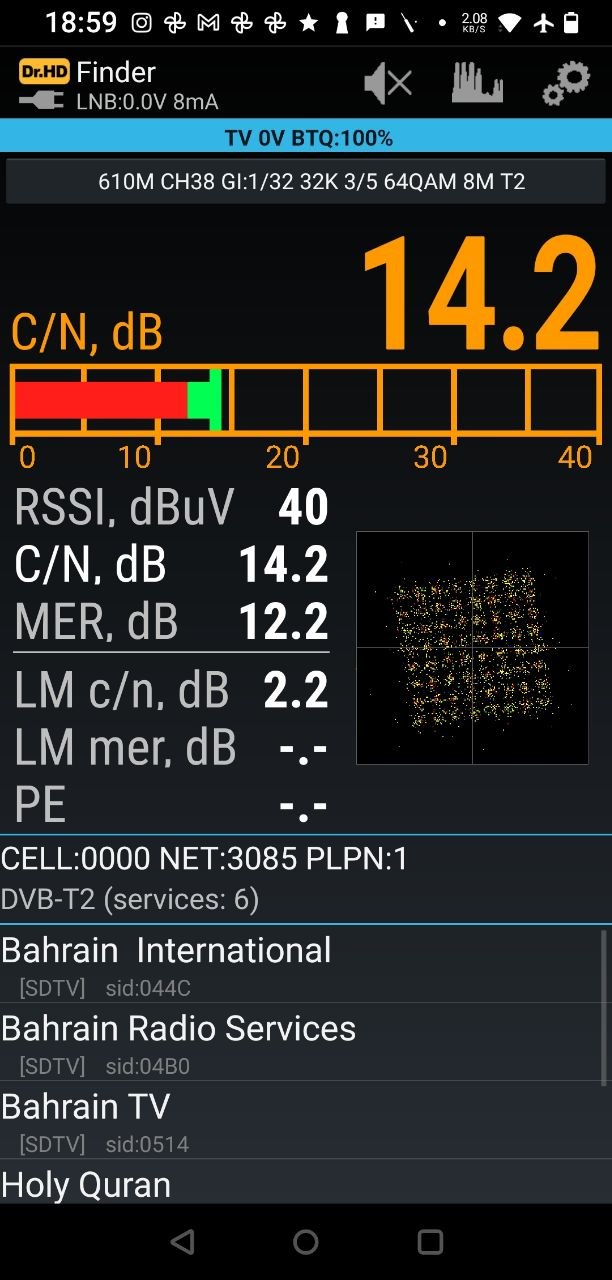 18:59 2.08 KB/S
Dr.HD Finder
LNB:0.0V 8mA
TV 0V BTQ:100%
610M CH38 GI:1/32 32K 3/5 64QAM 8M T2
C/N, dB 14.2
0 10 20 30 40
RSSI, dBuV 40
C/N, dB 14.2
MER, dB 12.2
LM c/n, dB 2.2
LM mer, dB -.-
PE -.-
CELL:0000 NET:3085 PLPN:1
DVB-T2 (services: 6)
Bahrain  International
[SDTV] sid:044C
Bahrain Radio Services
[SDTV] sid:04B0
Bahrain TV
[SDTV] sid:0514
Holy Quran